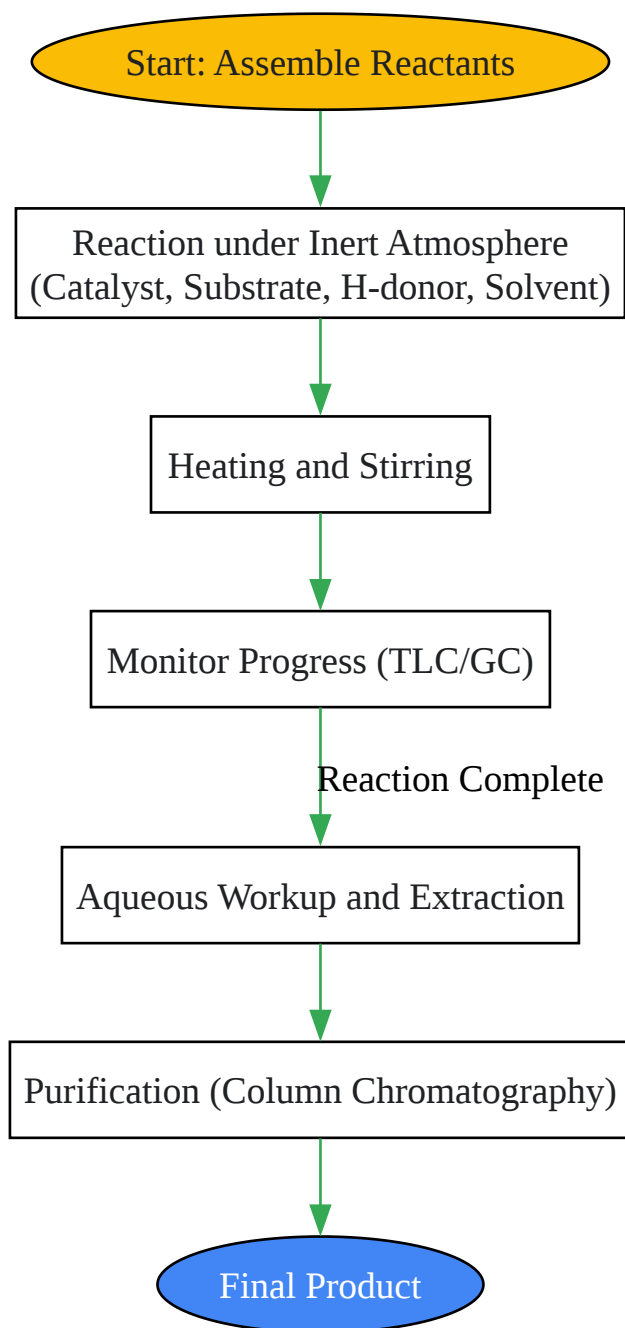 Start: Assemble Reactants
Reaction under Inert Atmosphere
(Catalyst, Substrate, H-donor, Solvent)
Heating and Stirring
Monitor Progress (TLC/GC)
Reaction Complete
Aqueous Workup and Extraction
Purification (Column Chromatography)
Final Product